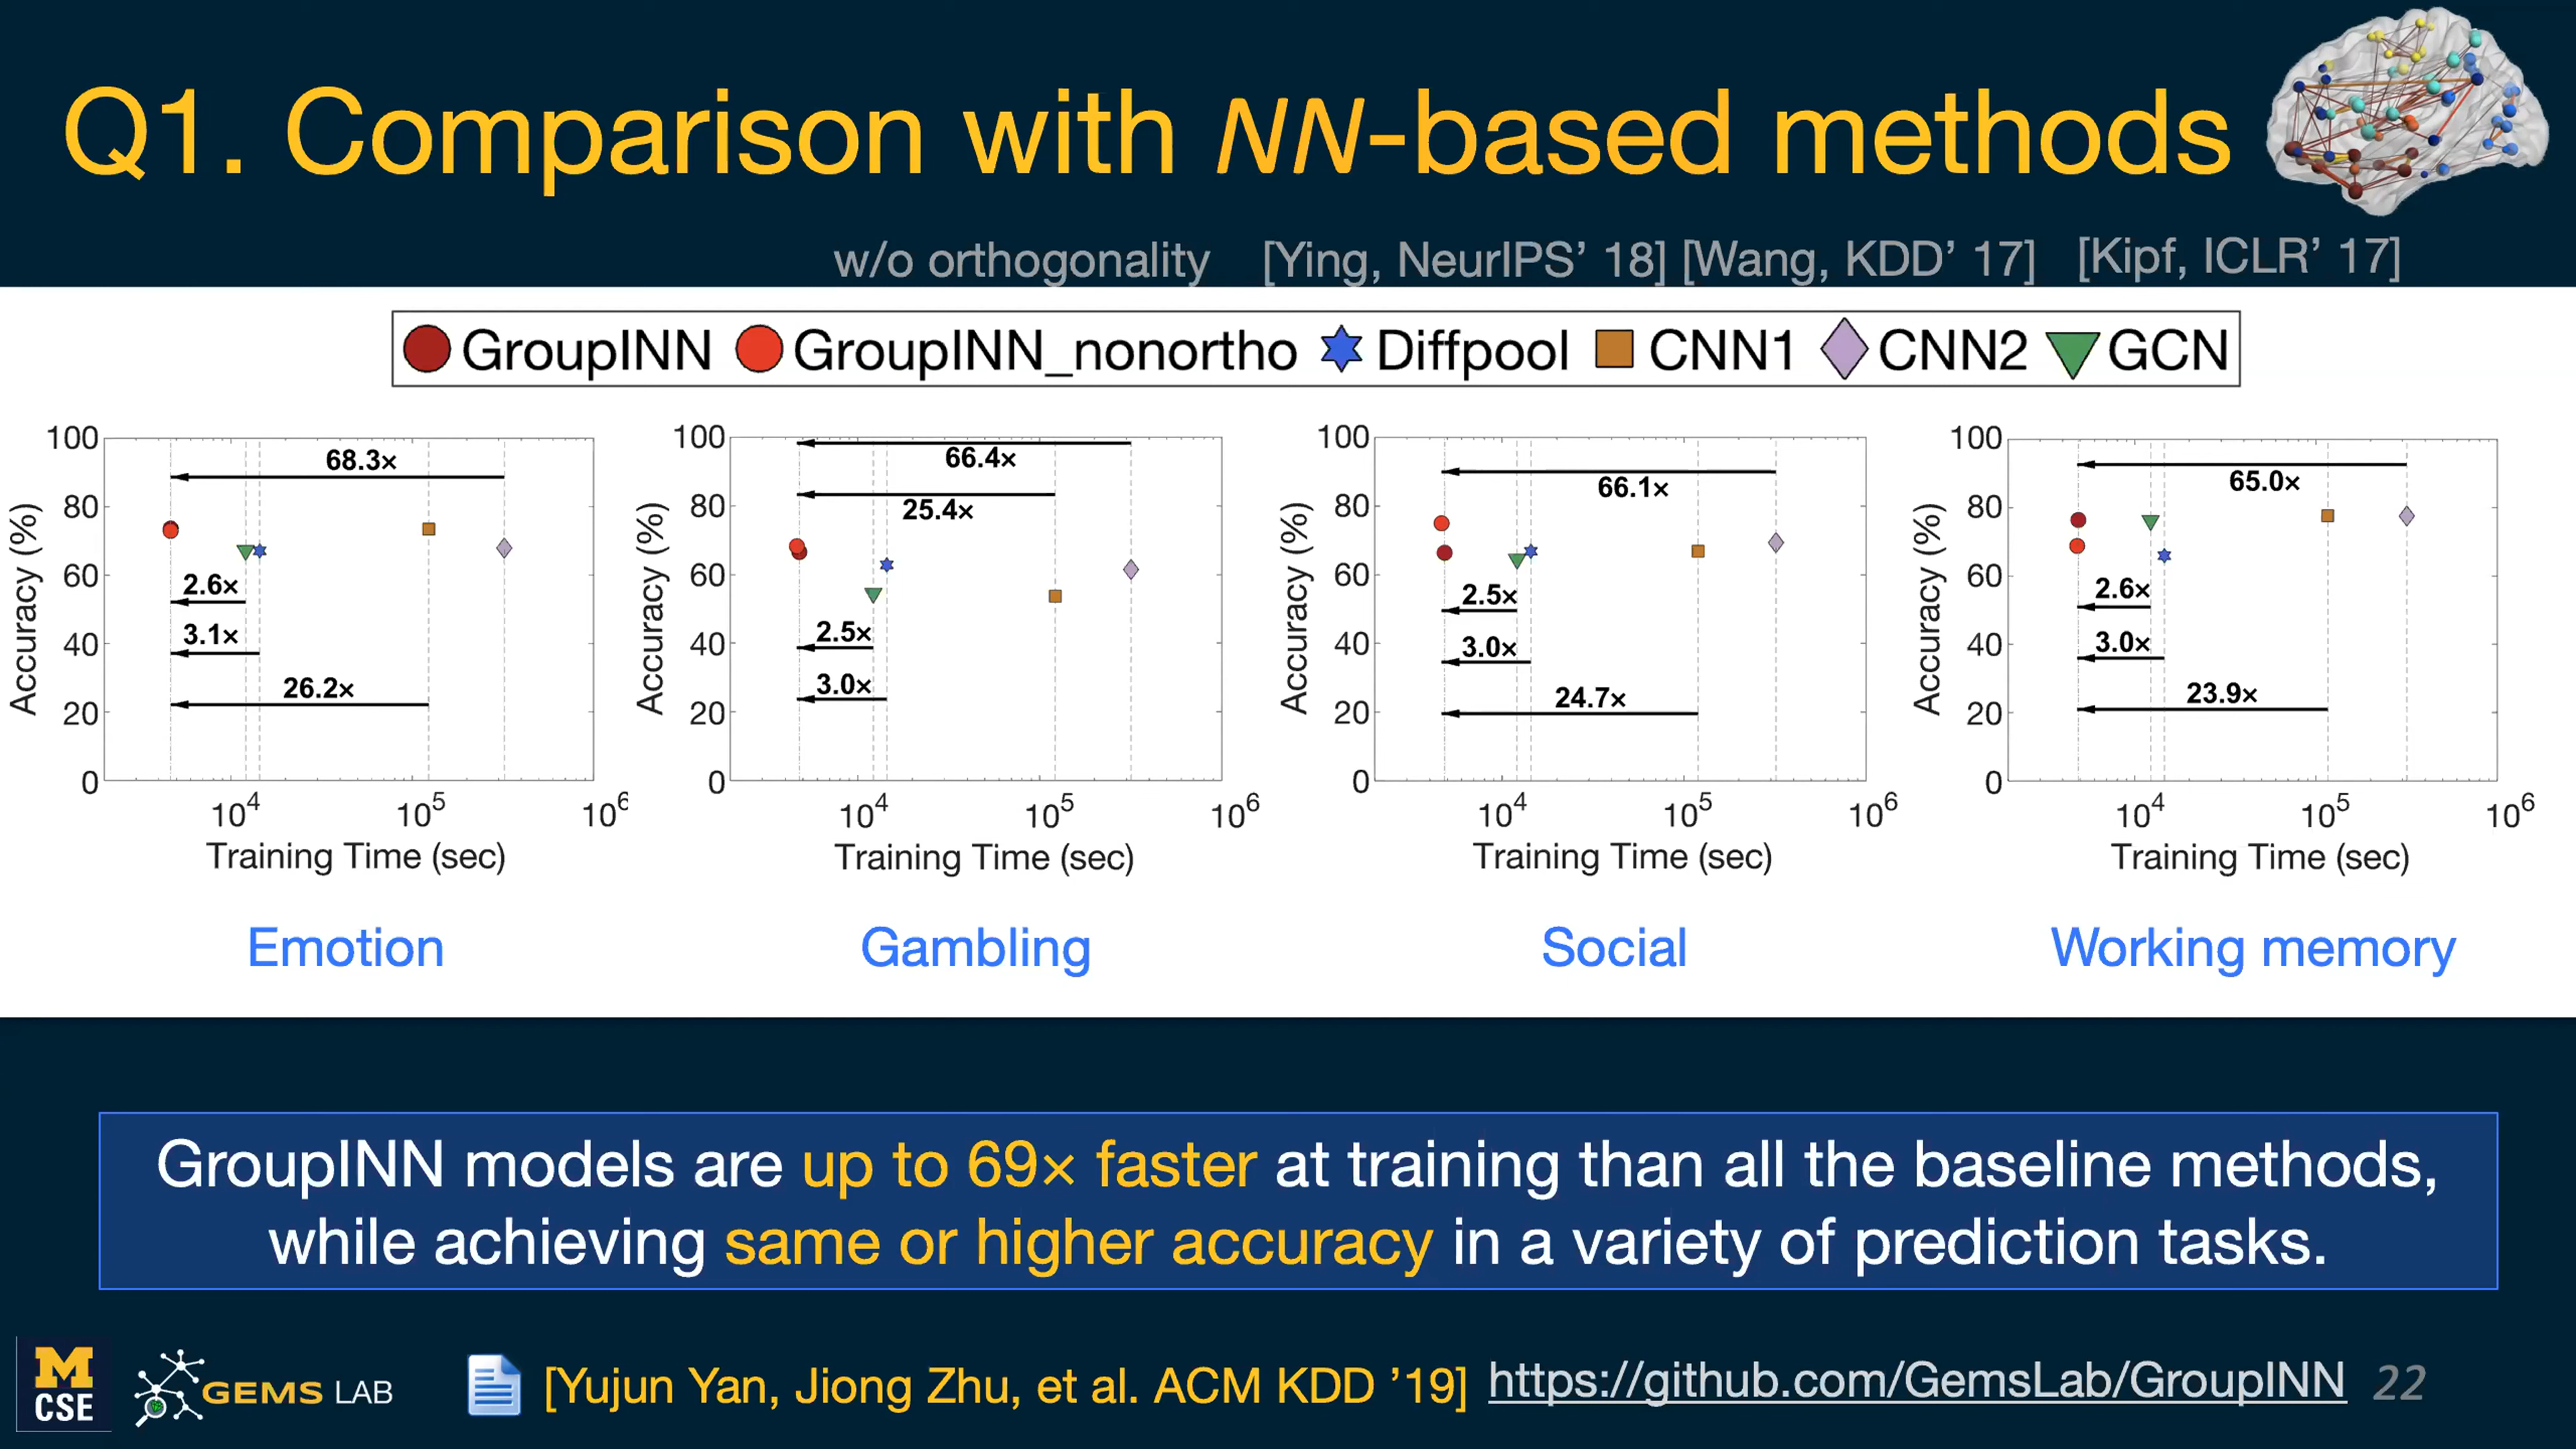 Q1. Comparison with NN-based methods
w/o orthogonality [Ying, NeurIPS’ 18] [Wang, KDD’ 17] [Kipf, ICLR’ 17]
GroupINN GroupINN_nonortho Diffpool CNN1 CNN2 GCN
Accuracy (%)
100
80
60
40
20
0
68.3×
2.6×
3.1×
26.2×
10^4 10^5 10^6
Training Time (sec)
Emotion
Accuracy (%)
100
80
60
40
20
0
66.4×
25.4×
2.5×
3.0×
10^4 10^5 10^6
Training Time (sec)
Gambling
Accuracy (%)
100
80
60
40
20
0
66.1×
2.5×
3.0×
24.7×
10^4 10^5 10^6
Training Time (sec)
Social
Accuracy (%)
100
80
60
40
20
0
65.0×
2.6×
3.0×
23.9×
10^4 10^5 10^6
Training Time (sec)
Working memory
GroupINN models are up to 69× faster at training than all the baseline methods,
while achieving same or higher accuracy in a variety of prediction tasks.
M
CSE
GEMS LAB
[Yujun Yan, Jiong Zhu, et al. ACM KDD ’19] https://github.com/GemsLab/GroupINN 22